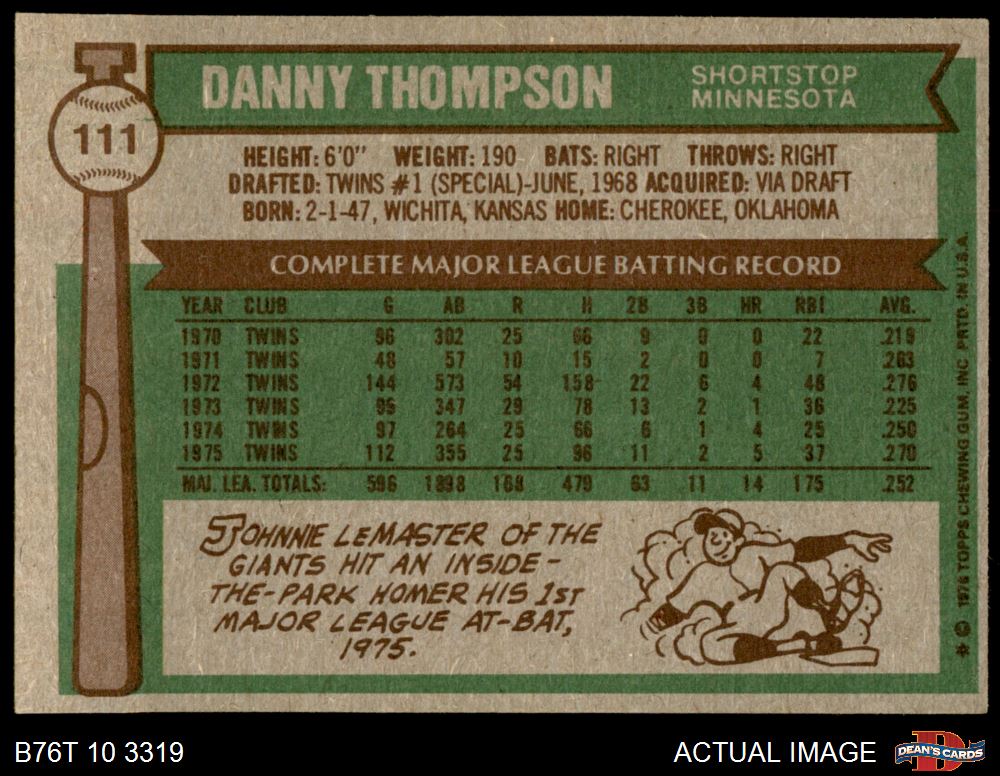 111
DANNY THOMPSON
SHORTSTOP
MINNESOTA
HEIGHT: 6'0" WEIGHT: 190 BATS: RIGHT THROWS: RIGHT
DRAFTED: TWINS #1 (SPECIAL)-JUNE, 1968 ACQUIRED: VIA DRAFT
BORN: 2-1-47, WICHITA, KANSAS HOME: CHEROKEE, OKLAHOMA
COMPLETE MAJOR LEAGUE BATTING RECORD
YEAR CLUB G AB R H 2B 3B HR RBI AVG.
1970 TWINS 96 302 25 66 9 0 0 22 .219
1971 TWINS 48 57 10 15 2 0 0 7 .263
1972 TWINS 144 573 54 158 22 6 4 48 .276
1973 TWINS 99 347 29 78 13 2 1 36 .225
1974 TWINS 97 264 25 66 6 1 4 25 .250
1975 TWINS 112 355 25 96 11 2 5 37 .270
MAJ. LEA. TOTALS: 596 1898 168 479 63 11 14 175 .252
JOHNNIE LEMASTER OF THE
GIANTS HIT AN INSIDE-
THE-PARK HOMER HIS 1ST
MAJOR LEAGUE AT-BAT,
1975.
* © 1976 TOPPS CHEWING GUM, INC. PRTD. IN U.S.A.
B76T 10 3319
ACTUAL IMAGE
DEAN'S CARDS